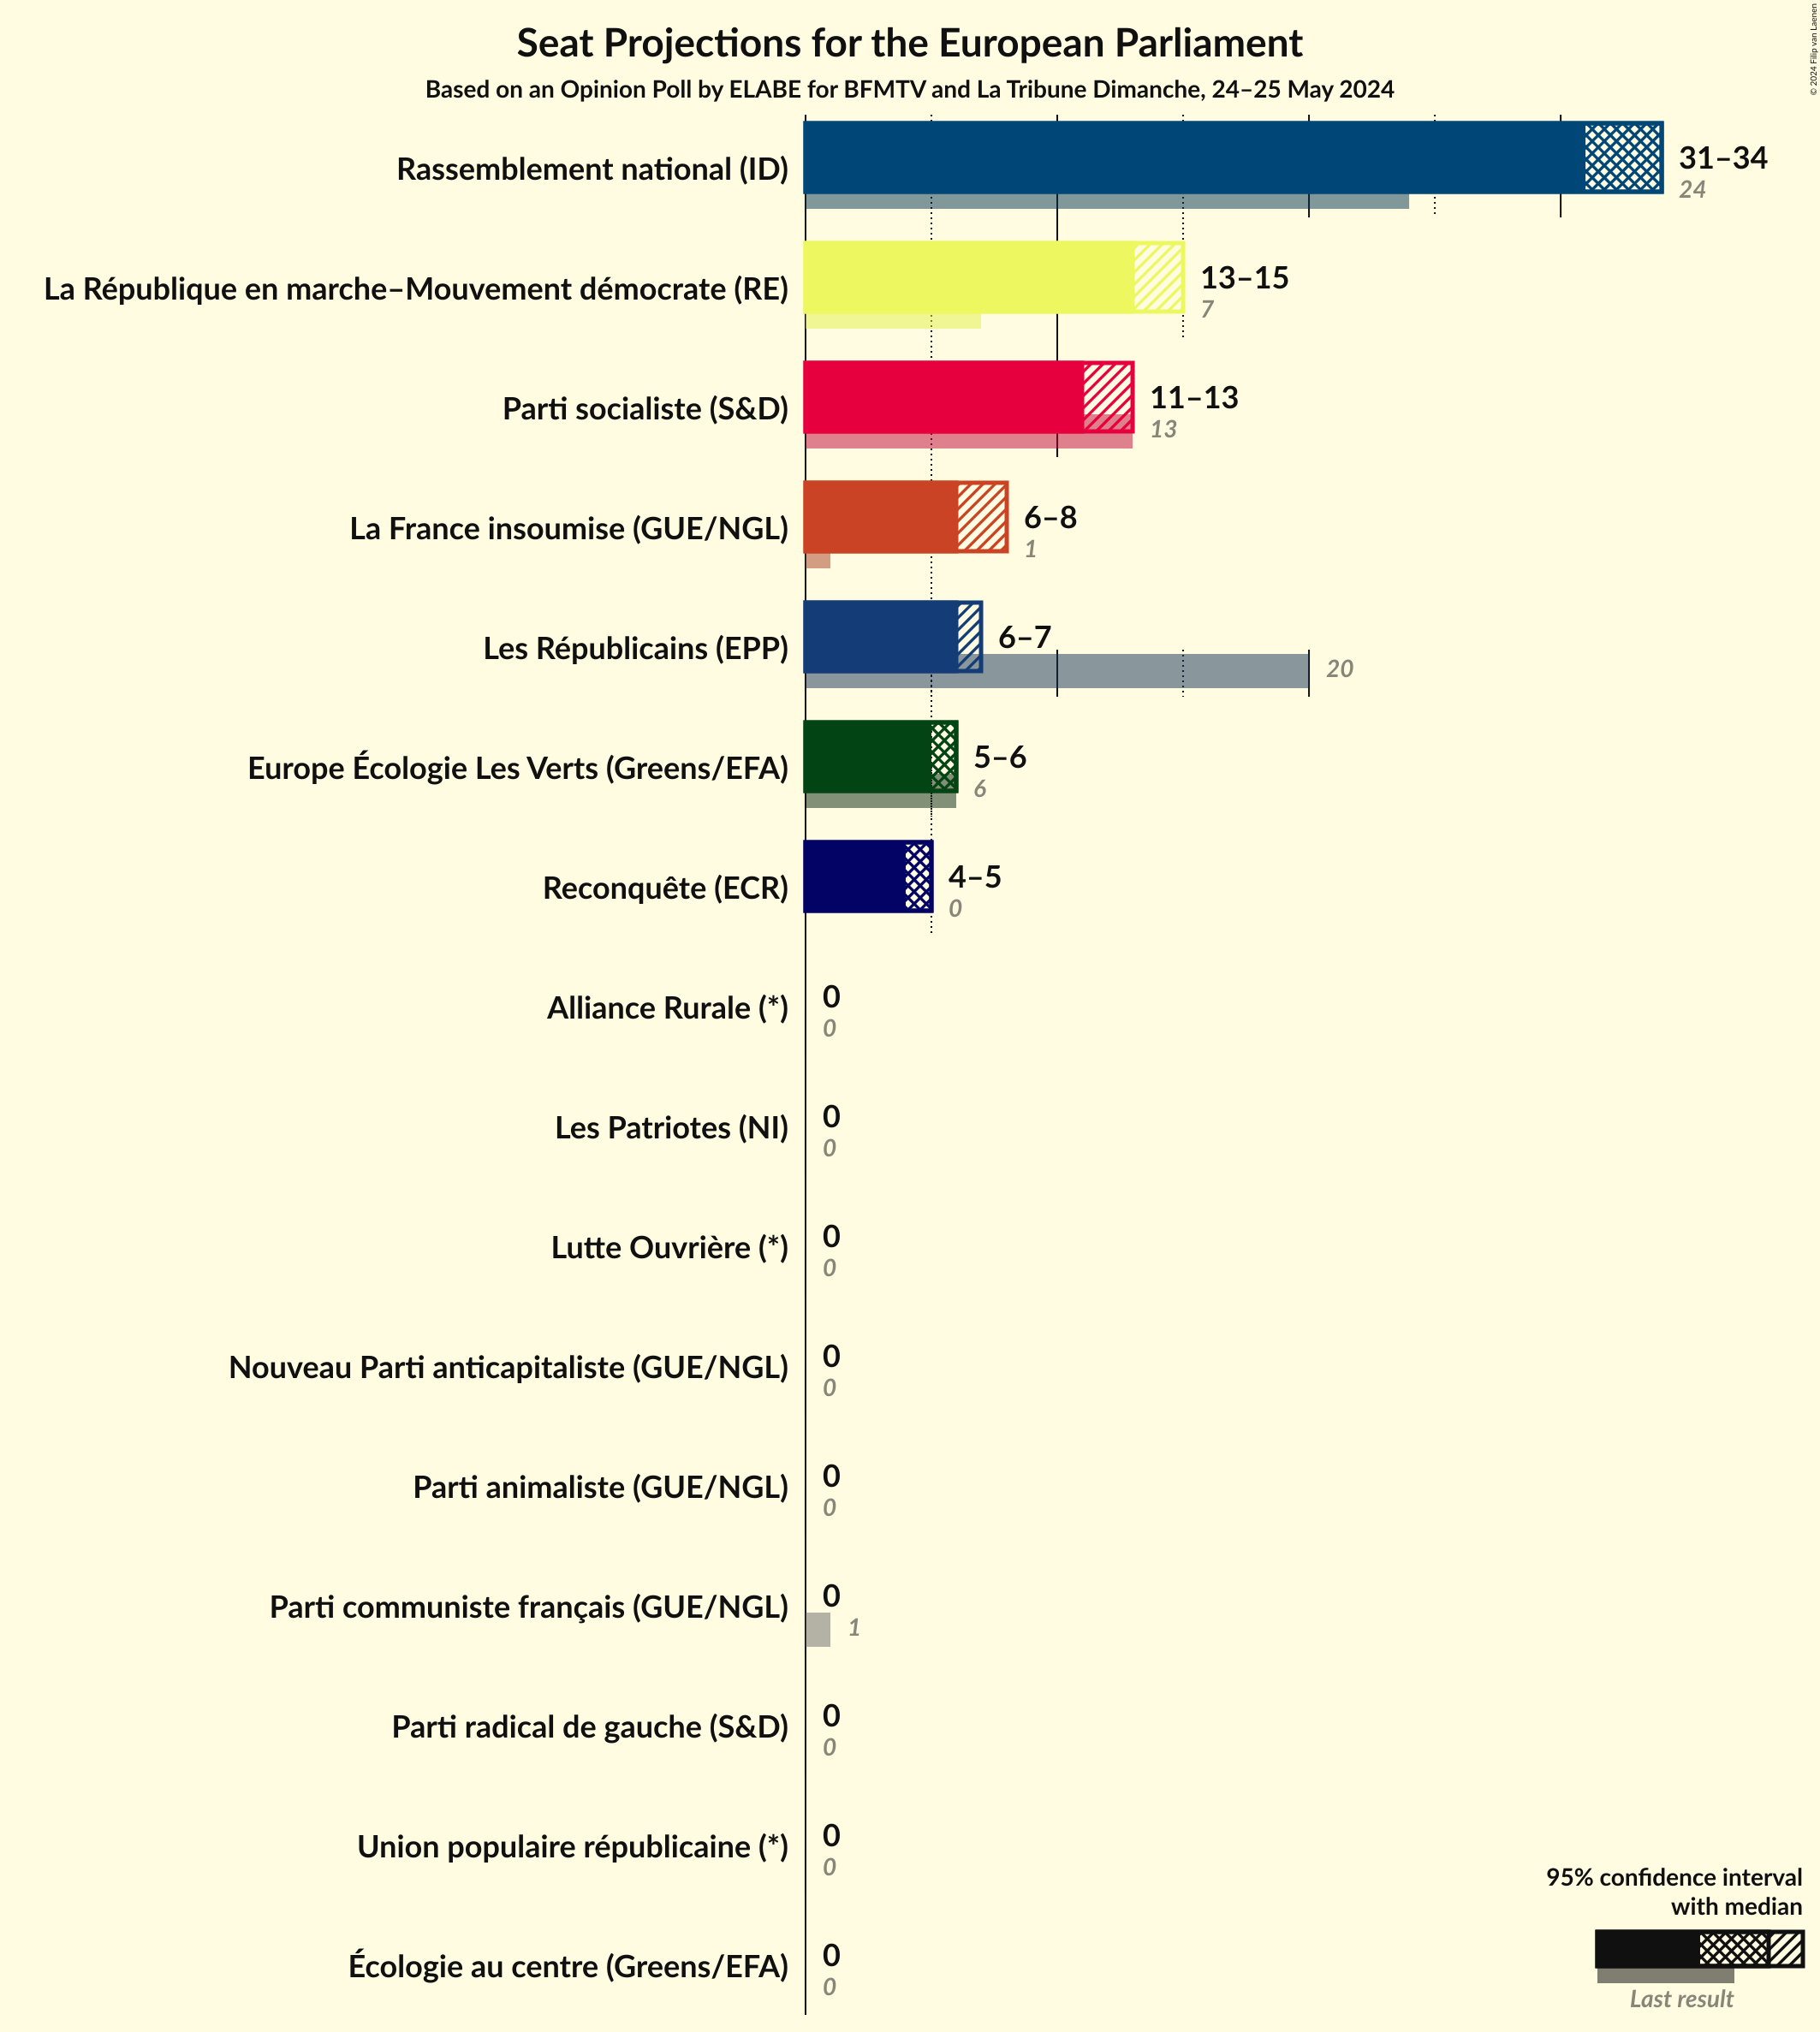 Seat Projections for the European Parliament
Based on an Opinion Poll by ELABE for BFMTV and La Tribune Dimanche, 24–25 May 2024
© 2024 Filip van Laenen
Rassemblement national (ID)
31–34
24
La République en marche–Mouvement démocrate (RE)
13–15
7
Parti socialiste (S&D)
11–13
13
La France insoumise (GUE/NGL)
6–8
1
Les Républicains (EPP)
6–7
20
Europe Écologie Les Verts (Greens/EFA)
5–6
6
Reconquête (ECR)
4–5
0
Alliance Rurale (*)
0
0
Les Patriotes (NI)
0
0
Lutte Ouvrière (*)
0
0
Nouveau Parti anticapitaliste (GUE/NGL)
0
0
Parti animaliste (GUE/NGL)
0
0
Parti communiste français (GUE/NGL)
0
1
Parti radical de gauche (S&D)
0
0
Union populaire républicaine (*)
0
0
Écologie au centre (Greens/EFA)
0
0
95% confidence interval
with median
Last result